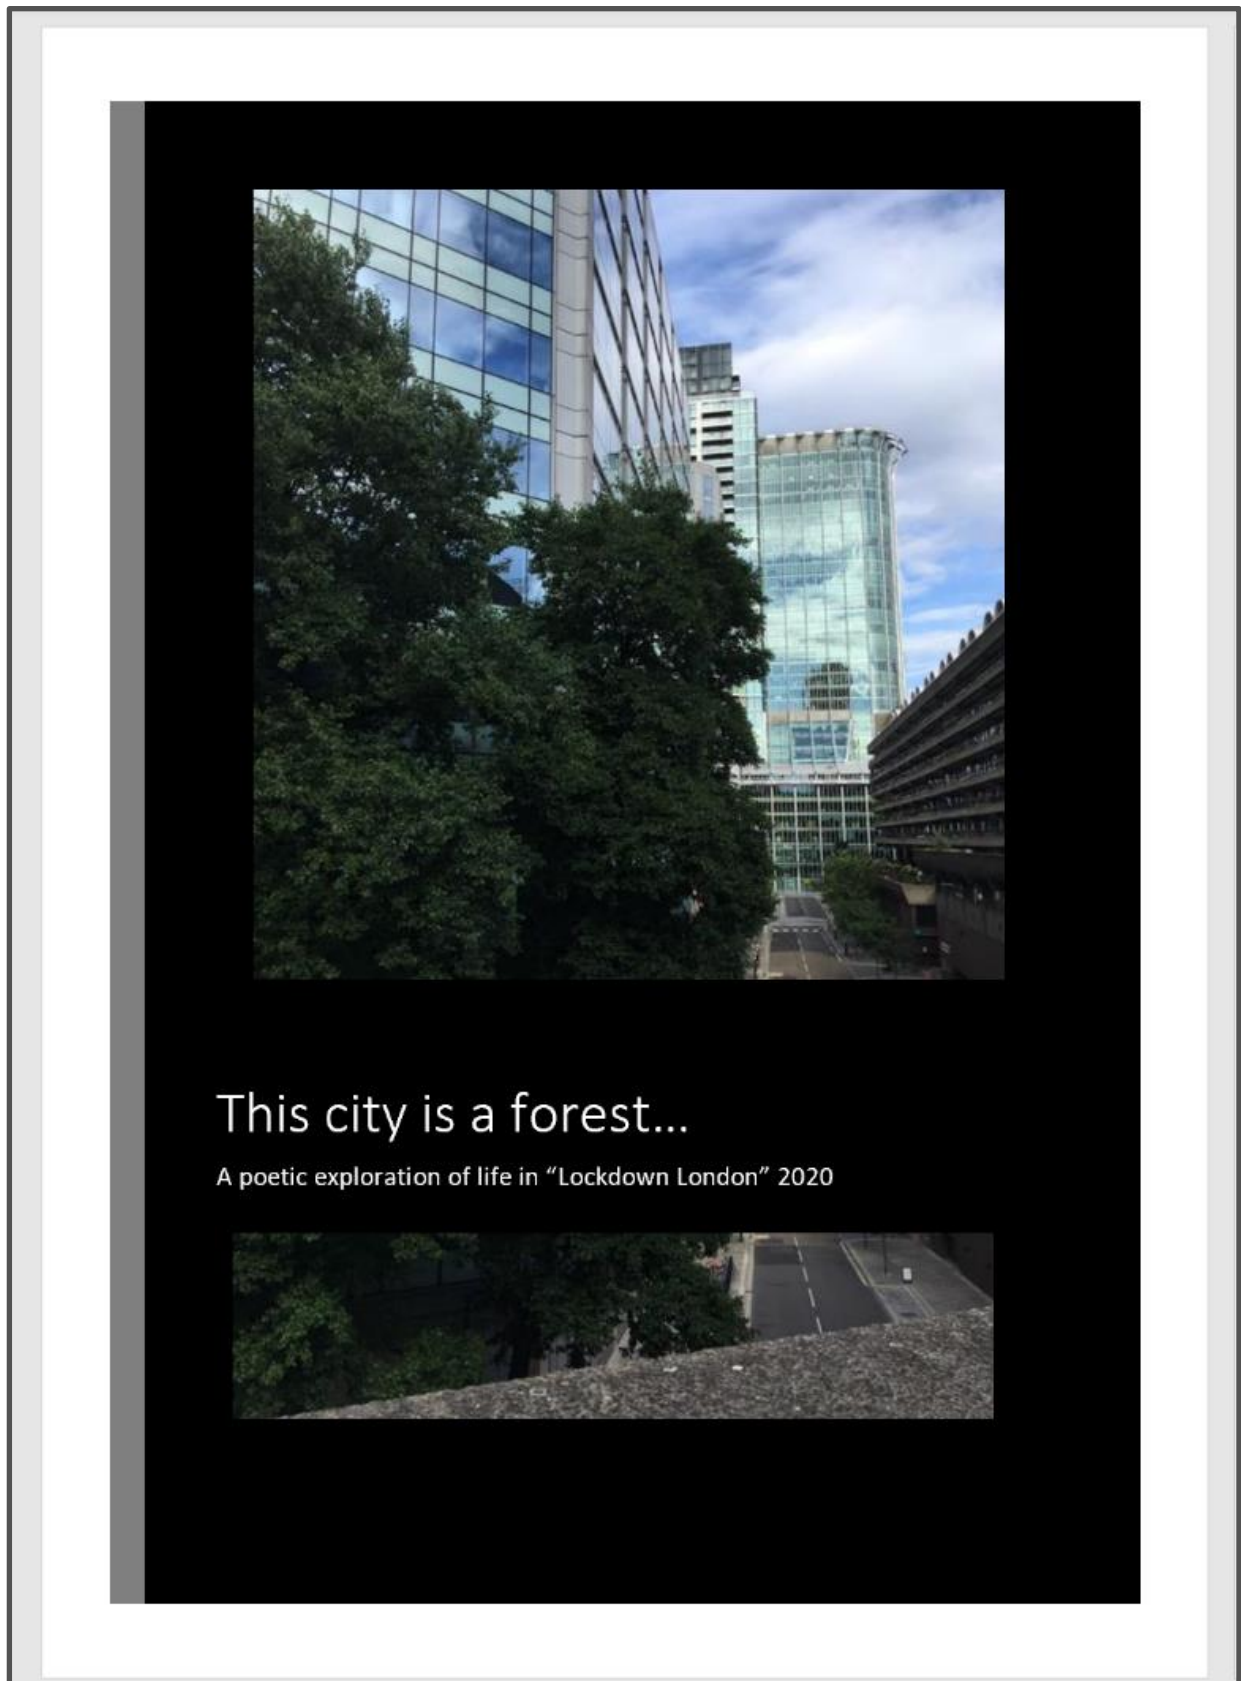 This city is a forest...
A poetic exploration of life in “Lockdown London” 2020